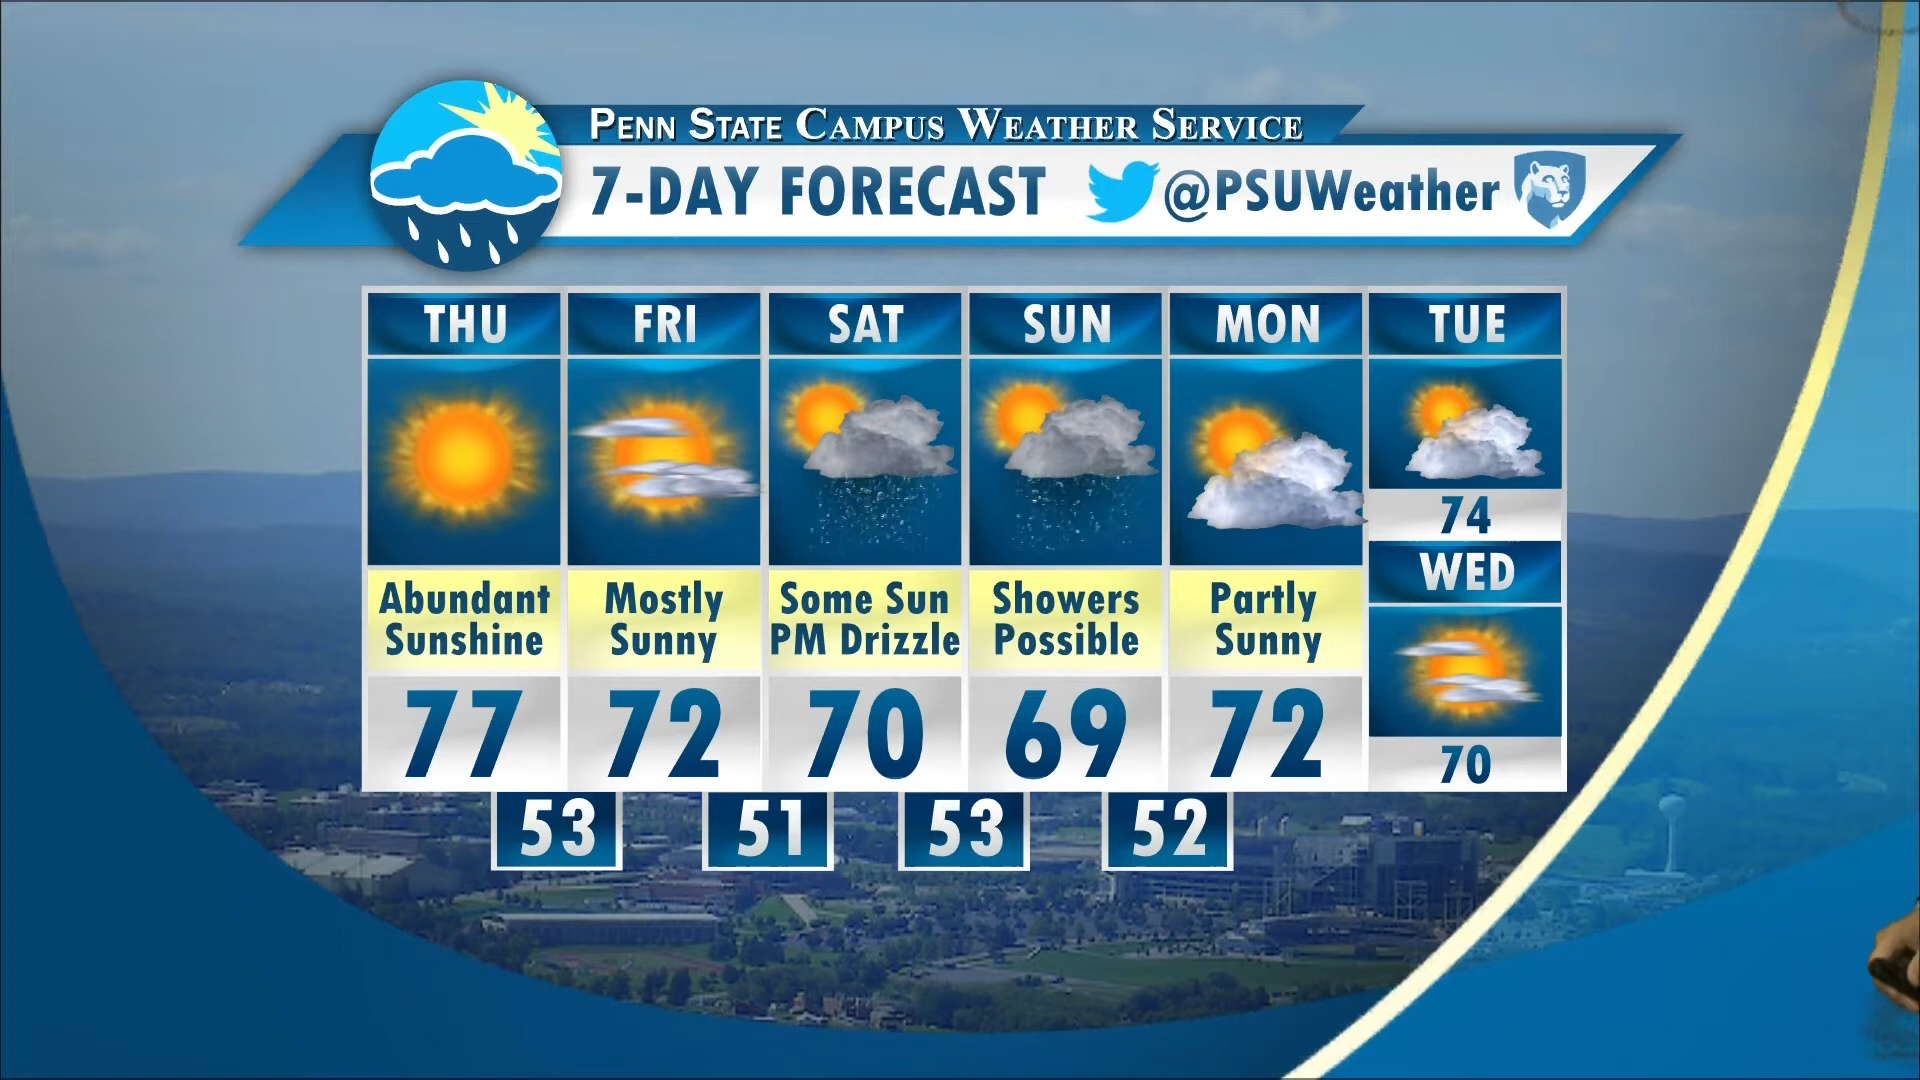 PENN STATE CAMPUS WEATHER SERVICE
7-DAY FORECAST @PSUWeather
THU FRI SAT SUN MON TUE
74
WED
Abundant Sunshine
Mostly Sunny
Some Sun PM Drizzle
Showers Possible
Partly Sunny
77 72 70 69 72 70
53 51 53 52